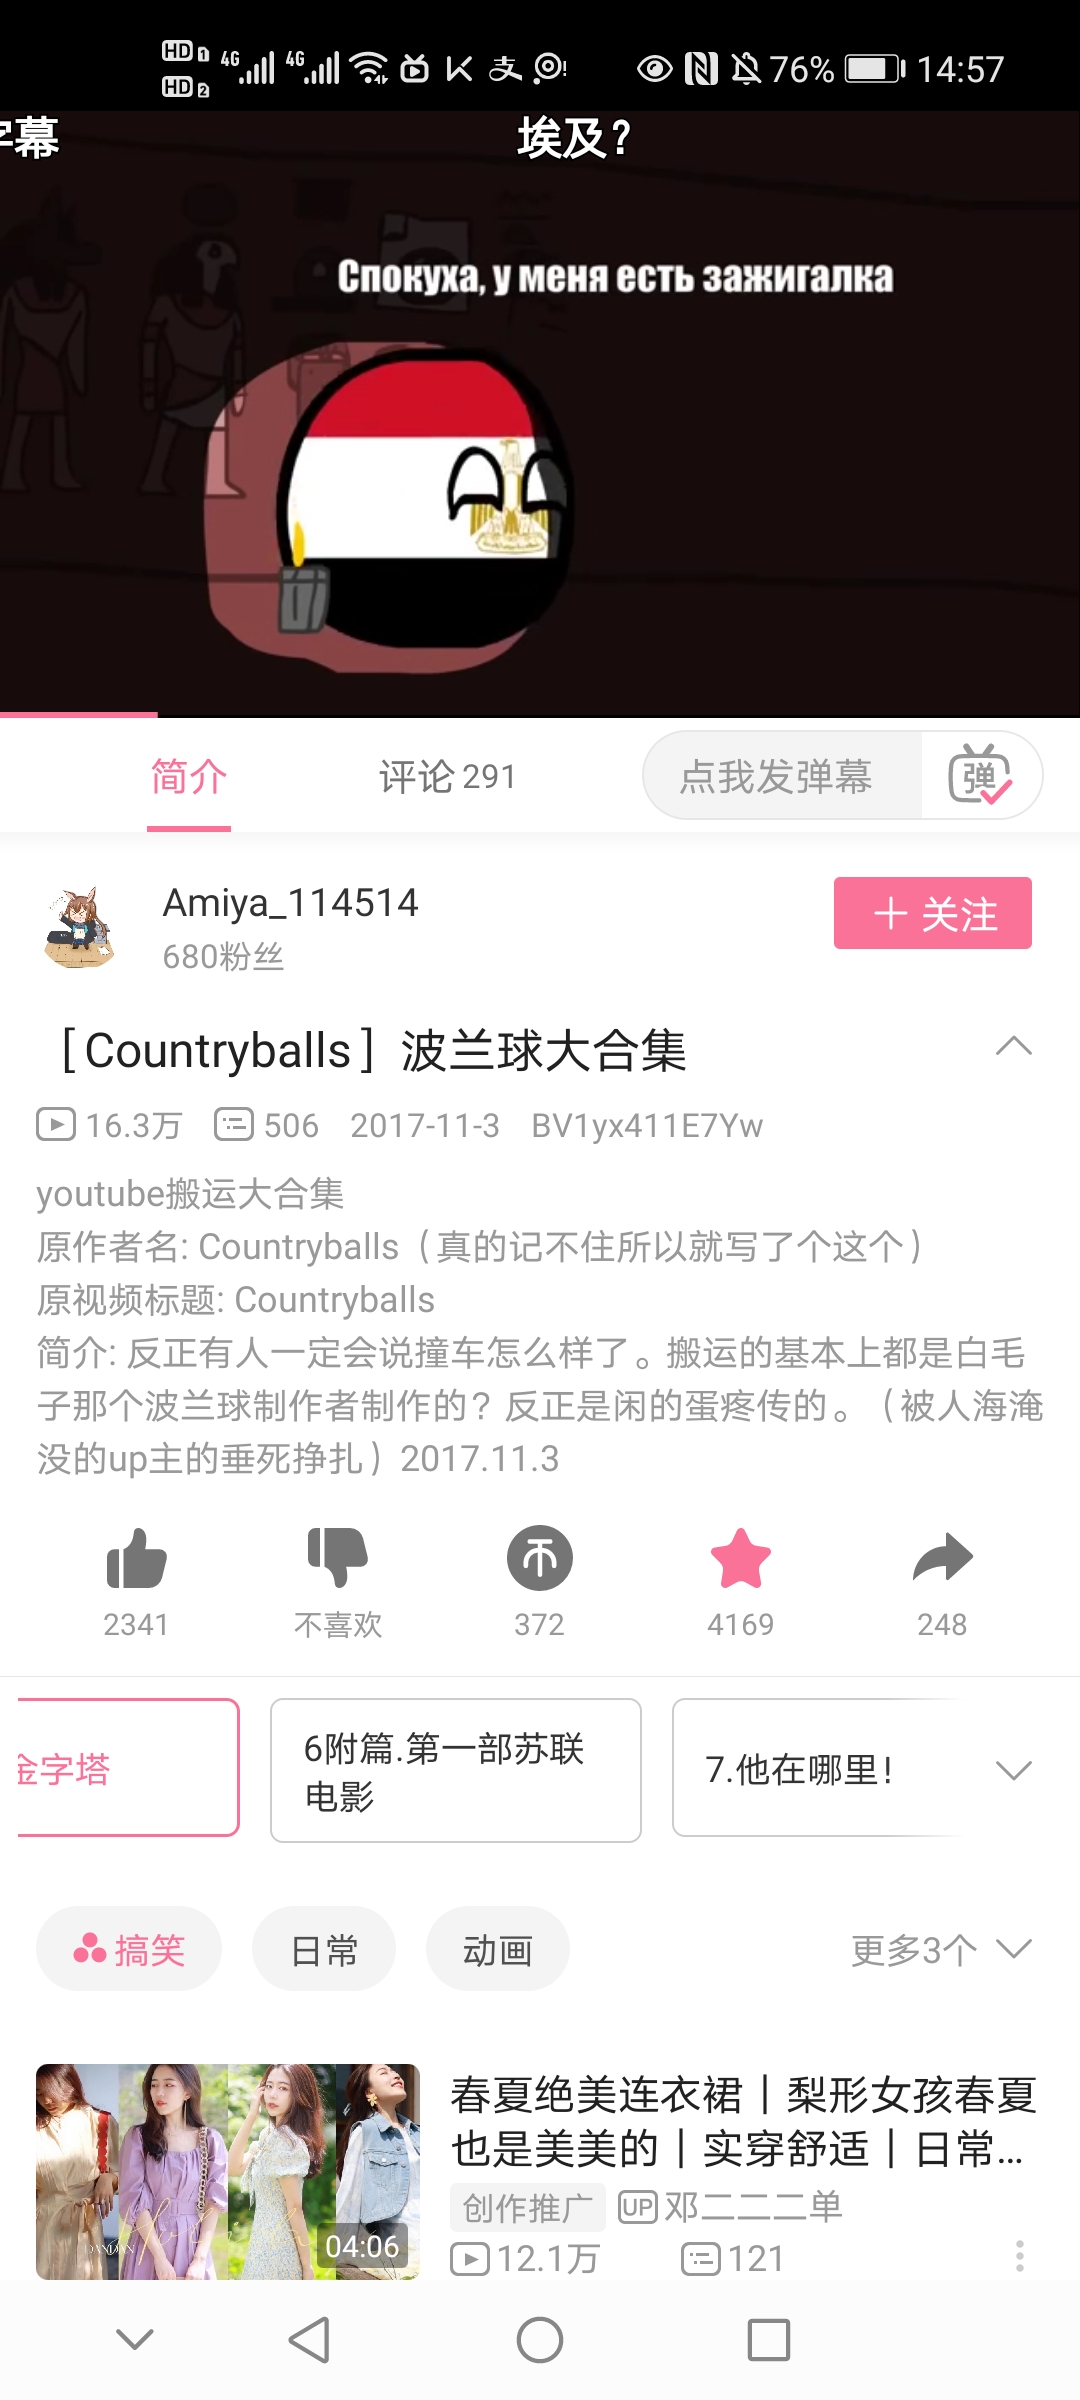 HD 1 4G 4G 76% 14:57
HD 2
字幕 埃及？
Спокуха, у меня есть зажигалка
简介 评论 291 点我发弹幕 弹
Amiya_114514
680粉丝
＋ 关注
［Countryballs］波兰球大合集
16.3万 506 2017-11-3 BV1yx411E7Yw
youtube搬运大合集
原作者名: Countryballs（真的记不住所以就写了个这个）
原视频标题: Countryballs
简介: 反正有人一定会说撞车怎么样了。搬运的基本上都是白毛
子那个波兰球制作者制作的？反正是闲的蛋疼传的。（被人海淹
没的up主的垂死挣扎）2017.11.3
2341 不喜欢 372 4169 248
金字塔
6附篇.第一部苏联
电影
7.他在哪里！
搞笑 日常 动画 更多3个
春夏绝美连衣裙｜梨形女孩春夏
也是美美的｜实穿舒适｜日常...
创作推广 UP 邓二二二单
04:06
12.1万 121